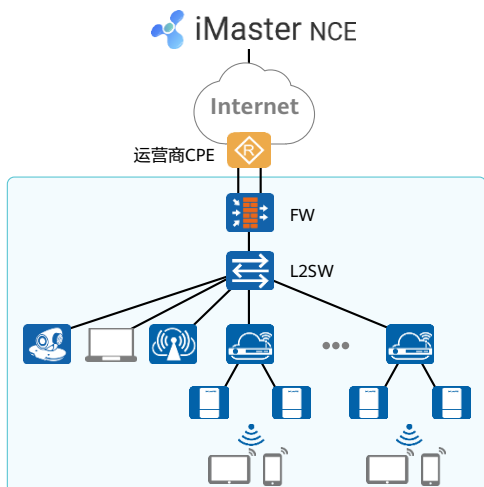 iMaster NCE
Internet
R
运营商CPE
FW
L2SW